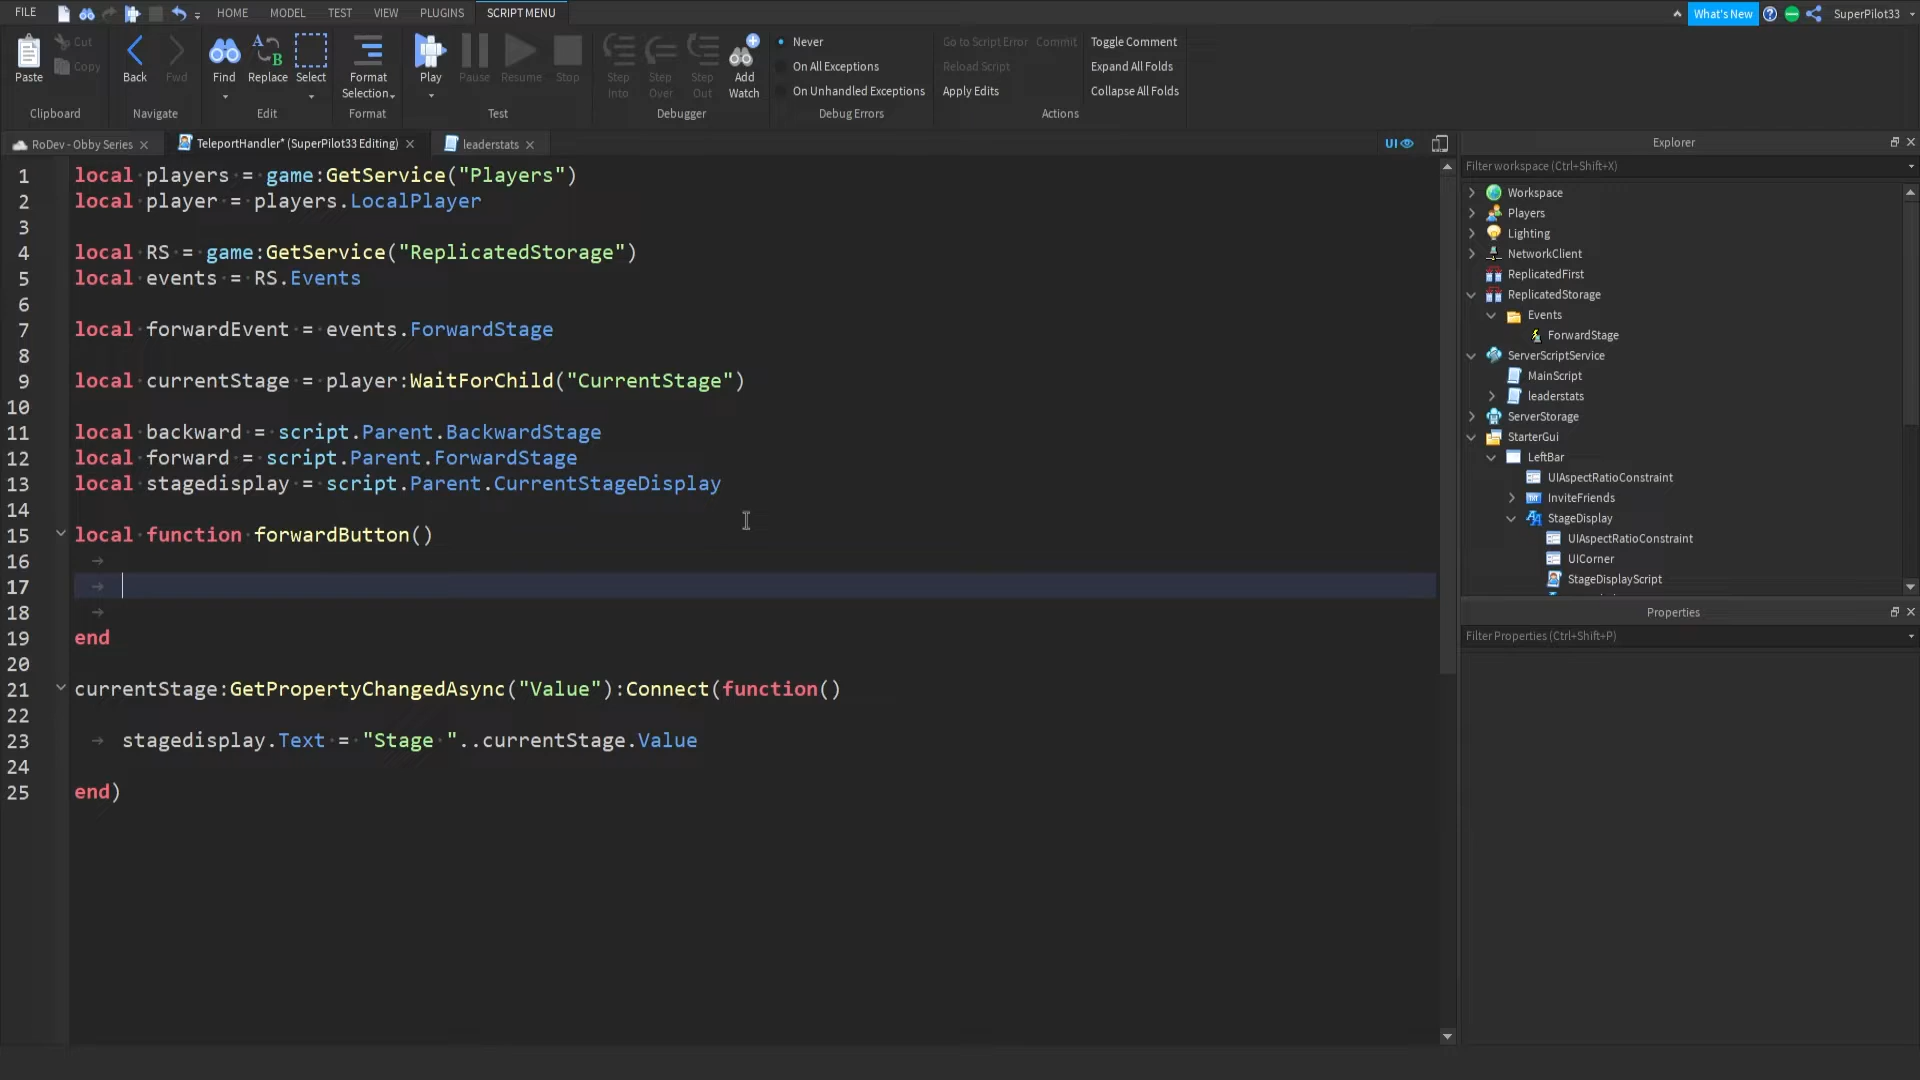 FILE HOME MODEL TEST VIEW PLUGINS SCRIPT MENU What's New SuperPilot33
Paste Cut Copy Clipboard
Back Fwd Navigate
Find Replace Select Edit
Format Selection Format
Play Pause Resume Stop Test
Step Into Step Over Step Out Add Watch Debugger
Never
On All Exceptions
On Unhandled Exceptions
Debug Errors
Go to Script Error Commit Toggle Comment
Reload Script Expand All Folds
Apply Edits Collapse All Folds
Actions
RoDev - Obby Series TeleportHandler* (SuperPilot33 Editing) leaderstats UI
1 local players = game:GetService("Players")
2 local player = players.LocalPlayer
3
4 local RS = game:GetService("ReplicatedStorage")
5 local events = RS.Events
6
7 local forwardEvent = events.ForwardStage
8
9 local currentStage = player:WaitForChild("CurrentStage")
10
11 local backward = script.Parent.BackwardStage
12 local forward = script.Parent.ForwardStage
13 local stagedisplay = script.Parent.CurrentStageDisplay
14
15 local function forwardButton()
16
17
18
19 end
20
21 currentStage:GetPropertyChangedAsync("Value"):Connect(function()
22
23 stagedisplay.Text = "Stage "..currentStage.Value
24
25 end)
Explorer
Filter workspace (Ctrl+Shift+X)
Workspace
Players
Lighting
NetworkClient
ReplicatedFirst
ReplicatedStorage
Events
ForwardStage
ServerScriptService
MainScript
leaderstats
ServerStorage
StarterGui
LeftBar
UIAspectRatioConstraint
InviteFriends
StageDisplay
UIAspectRatioConstraint
UICorner
StageDisplayScript
Properties
Filter Properties (Ctrl+Shift+P)